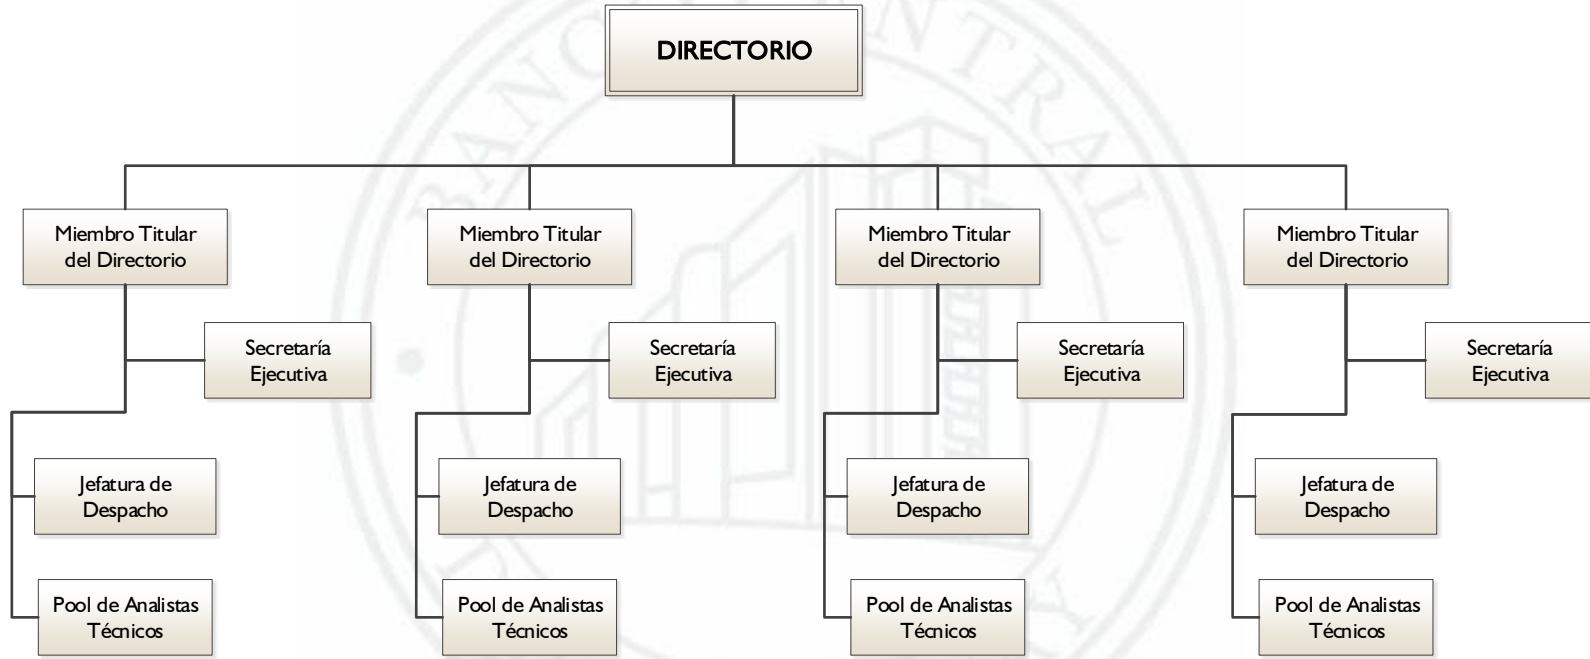 DIRECTORIO
Miembro Titular
del Directorio
Miembro Titular
del Directorio
Miembro Titular
del Directorio
Miembro Titular
del Directorio
Secretaría
Ejecutiva
Secretaría
Ejecutiva
Secretaría
Ejecutiva
Secretaría
Ejecutiva
Jefatura de
Despacho
Jefatura de
Despacho
Jefatura de
Despacho
Jefatura de
Despacho
Pool de Analistas
Técnicos
Pool de Analistas
Técnicos
Pool de Analistas
Técnicos
Pool de Analistas
Técnicos